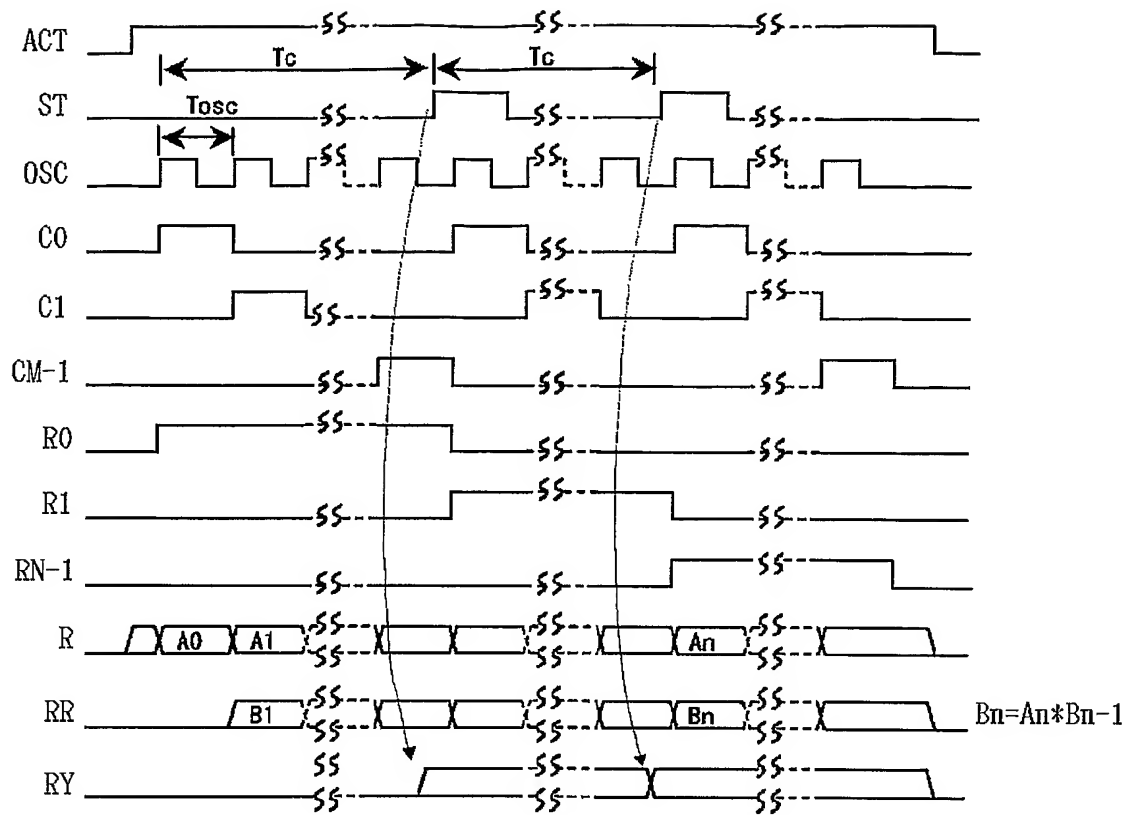 ACT
Tc
Tc
ST
Tosc
OSC
C0
C1
CM-1
R0
R1
RN-1
R
A0
A1
An
RR
B1
Bn
Bn=An*Bn-1
RY